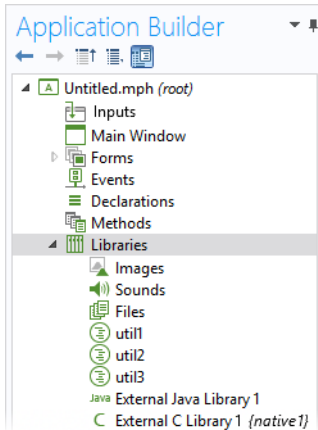 Application Builder
Untitled.mph (root)
Inputs
Main Window
Forms
Events
Declarations
Methods
Libraries
Images
Sounds
Files
util1
util2
util3
Java External Java Library 1
C External C Library 1 {native1}